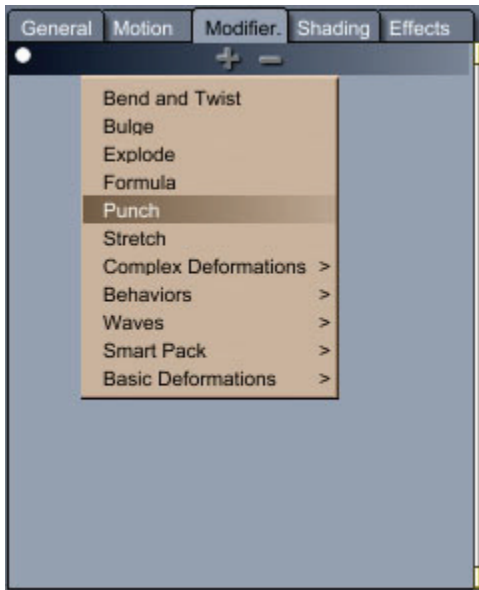 General Motion Modifier. Shading Effects
Bend and Twist
Bulge
Explode
Formula
Punch
Stretch
Complex Deformations >
Behaviors >
Waves >
Smart Pack >
Basic Deformations >